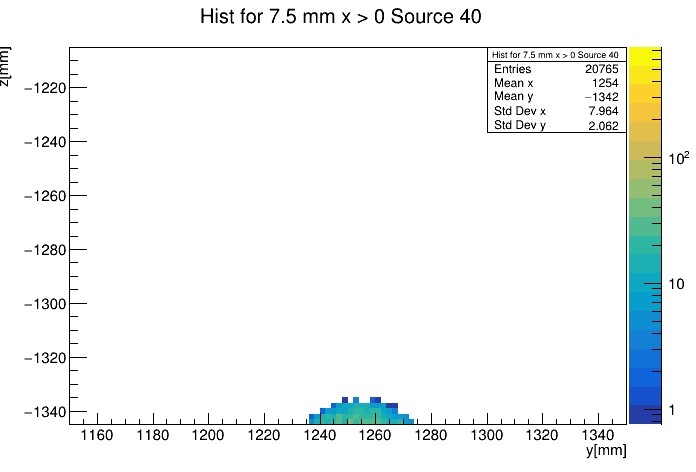 Hist for 7.5 mm x > 0 Source 40
z[mm]
Hist for 7.5 mm x > 0 Source 40
Entries 20765
Mean x 1254
Mean y −1342
Std Dev x 7.964
Std Dev y 2.062
−1220
−1240
−1260
−1280
−1300
−1320
−1340
10²
10
1
1160 1180 1200 1220 1240 1260 1280 1300 1320 1340
y[mm]